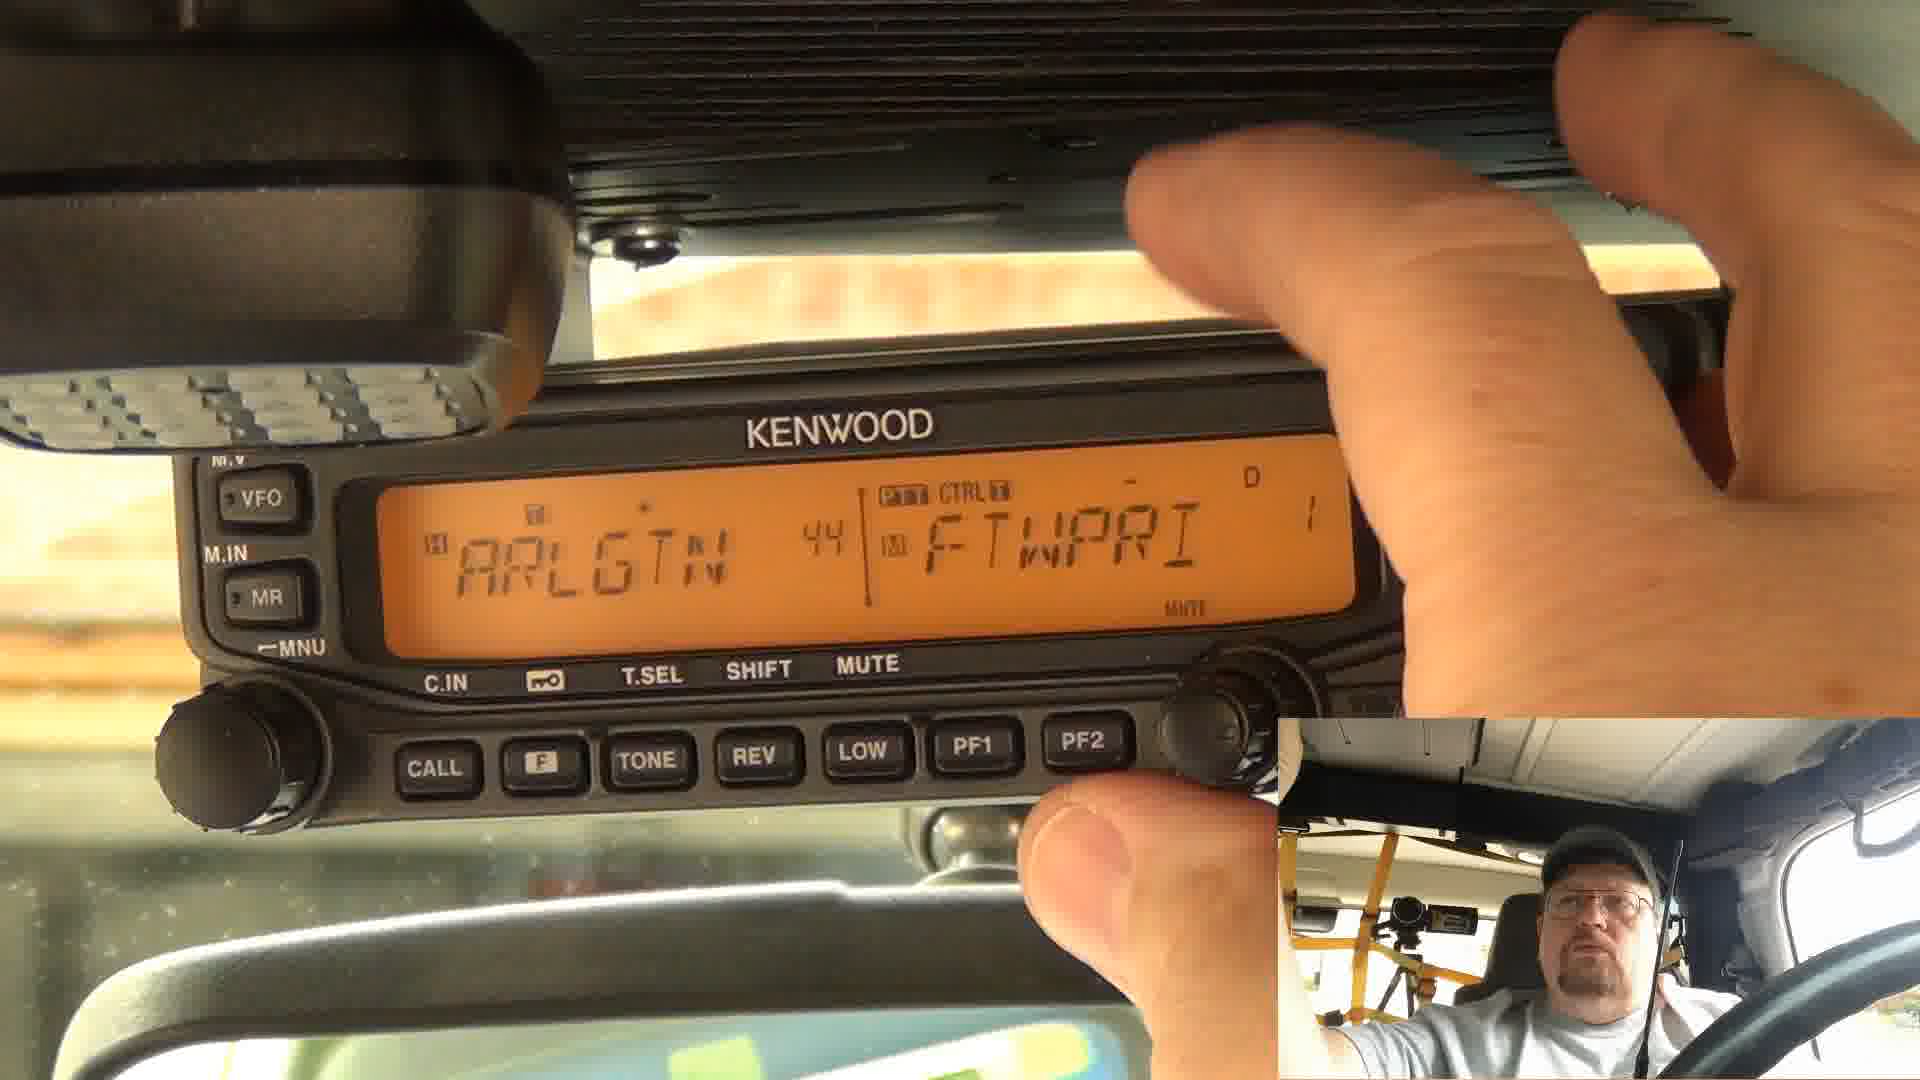 KENWOOD
M.V
VFO
M.IN
MR
MNU
T + H ARLGTN 44
PTT CTRL T - D
M FTWPRI 1
MUTE
C.IN T.SEL SHIFT MUTE
CALL F TONE REV LOW PF1 PF2